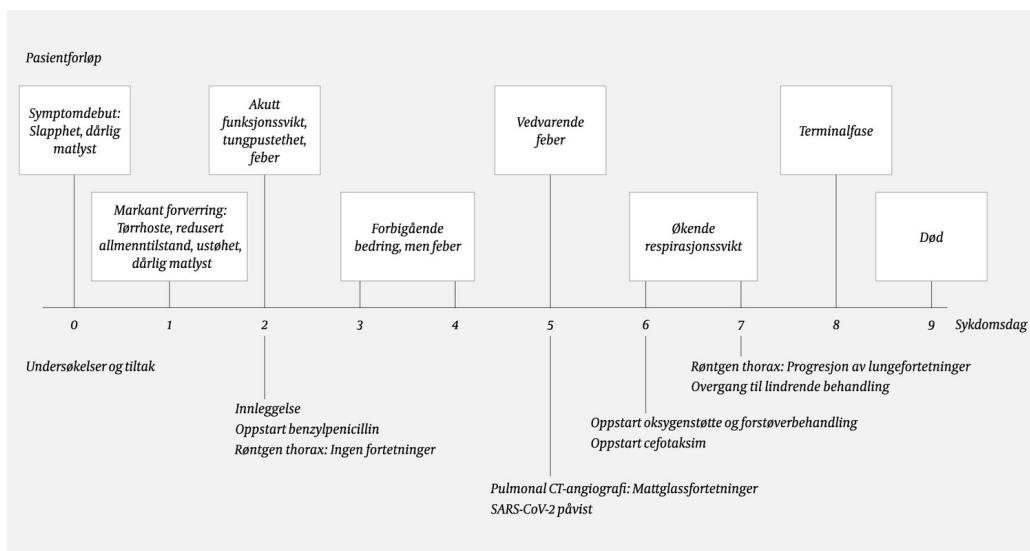 Pasientforløp
Symptomdebut:
Slapphet, dårlig
matlyst
Akutt
funksjonssvikt,
tungpustethet,
feber
Vedvarende
feber
Terminalfase
Markant forverring:
Tørrhoste, redusert
allmenntilstand, ustøhet,
dårlig matlyst
Forbigående
bedring, men feber
Økende
respirasjonssvikt
Død
0 1 2 3 4 5 6 7 8 9 Sykdomsdag
Undersøkelser og tiltak
Røntgen thorax: Progresjon av lungefortetninger
Overgang til lindrende behandling
Innleggelse
Oppstart benzylpenicillin
Røntgen thorax: Ingen fortetninger
Oppstart oksygenstøtte og forstøverbehandling
Oppstart cefotaksim
Pulmonal CT-angiografi: Mattglassfortetninger
SARS-CoV-2 påvist